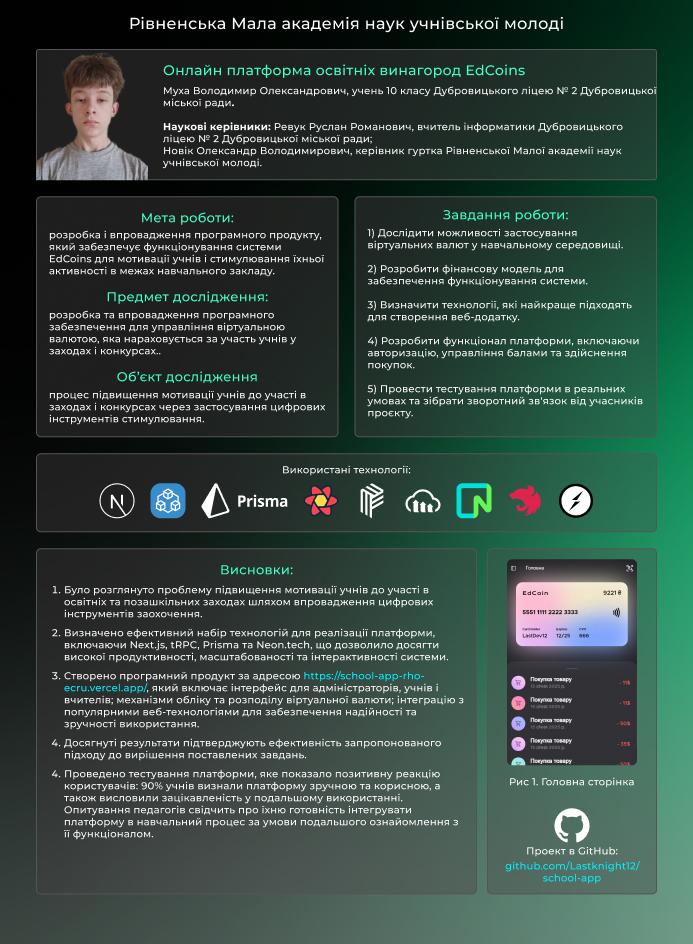 Рівненська Мала академія наук учнівської молоді
Онлайн платформа освітніх винагород EdCoins
Муха Володимир Олександрович, учень 10 класу Дубровицького ліцею № 2 Дубровицької
міської ради.
Наукові керівники: Ревук Руслан Романович, вчитель інформатики Дубровицького
ліцею № 2 Дубровицької міської ради;
Новік Олександр Володимирович, керівник гуртка Рівненської Малої академії наук
учнівської молоді.
Мета роботи:
розробка і впровадження програмного продукту,
який забезпечує функціонування системи
EdCoins для мотивації учнів і стимулювання їхньої
активності в межах навчального закладу.
Предмет дослідження:
розробка та впровадження програмного
забезпечення для управління віртуальною
валютою, яка нараховується за участь учнів у
заходах і конкурсах..
Об'єкт дослідження
процес підвищення мотивації учнів до участі в
заходах і конкурсах через застосування цифрових
інструментів стимулювання.
Завдання роботи:
1) Дослідити можливості застосування
віртуальних валют у навчальному середовищі.
2) Розробити фінансову модель для
забезпечення функціонування системи.
3) Визначити технології, які найкраще підходять
для створення веб-додатку.
4) Розробити функціонал платформи, включаючи
авторизацію, управління балами та здійснення
покупок.
5) Провести тестування платформи в реальних
умовах та зібрати зворотний зв'язок від учасників
проєкту.
Використані технології:
Prisma
Висновки:
1. Було розглянуто проблему підвищення мотивації учнів до участі в
освітніх та позашкільних заходах шляхом впровадження цифрових
інструментів заохочення.
2. Визначено ефективний набір технологій для реалізації платформи,
включаючи Next.js, tRPC, Prisma та Neon.tech, що дозволило досягти
високої продуктивності, масштабованості та інтерактивності системи.
3. Створено програмний продукт за адресою https://school-app-rho-
ecru.vercel.app/, який включає інтерфейс для адміністраторів, учнів і
вчителів; механізми обліку та розподілу віртуальної валюти; інтеграцію з
популярними веб-технологіями для забезпечення надійності та
зручності використання.
4. Досягнуті результати підтверджують ефективність запропонованого
підходу до вирішення поставлених завдань.
4. Проведено тестування платформи, яке показало позитивну реакцію
користувачів: 90% учнів визнали платформу зручною та корисною, а
також висловили зацікавленість у подальшому використанні.
Опитування педагогів свідчить про їхню готовність інтегрувати
платформу в навчальний процес за умови подальшого ознайомлення з
її функціоналом.
Головна
EdCoin 9221 ₴
5551 1111 2222 3333
LastDev12 12/25 666
Покупка товару
- 11$
Покупка товару
- 11$
Покупка товару
- 50$
Покупка товару
- 35$
Покупка товару
Рис 1. Головна сторінка
Проект в GitHub:
github.com/Lastknight12/
school-app